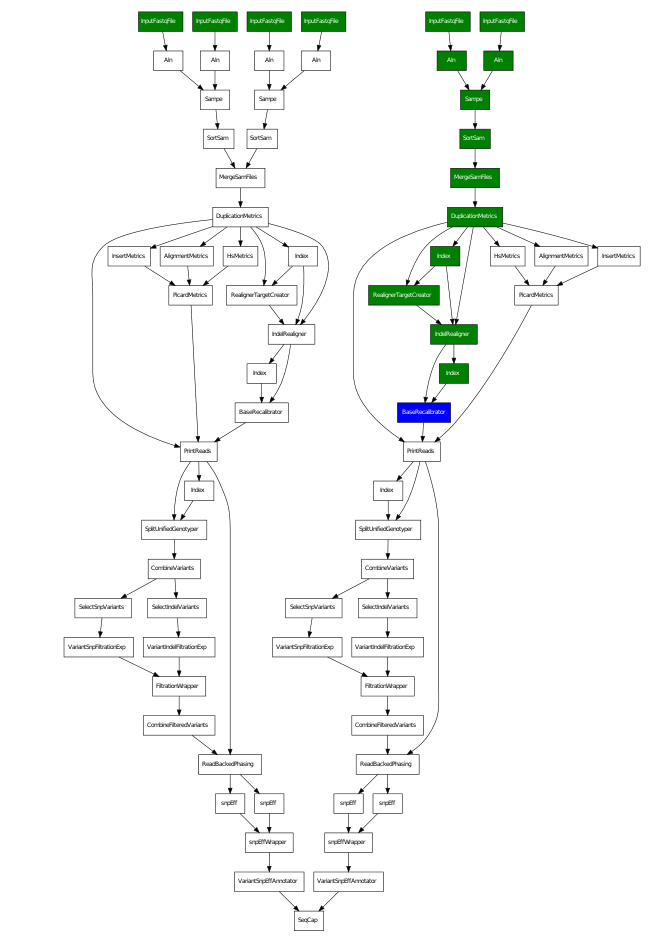 InputFastqFile InputFastqFile InputFastqFile InputFastqFile InputFastqFile InputFastqFile
Aln Aln Aln Aln Aln Aln
Sampe Sampe Sampe
SortSam SortSam SortSam
MergeSamFiles MergeSamFiles
DuplicationMetrics DuplicationMetrics
InsertMetrics AlignmentMetrics HsMetrics Index Index HsMetrics AlignmentMetrics InsertMetrics
PicardMetrics RealignerTargetCreator RealignerTargetCreator PicardMetrics
IndelRealigner IndelRealigner
Index Index
BaseRecalibrator BaseRecalibrator
PrintReads PrintReads
Index Index
SplitUnifiedGenotyper SplitUnifiedGenotyper
CombineVariants CombineVariants
SelectSnpVariants SelectIndelVariants SelectSnpVariants SelectIndelVariants
VariantSnpFiltrationExp VariantIndelFiltrationExp VariantSnpFiltrationExp VariantIndelFiltrationExp
FiltrationWrapper FiltrationWrapper
CombineFilteredVariants CombineFilteredVariants
ReadBackedPhasing ReadBackedPhasing
snpEff snpEff snpEff snpEff
snpEffWrapper snpEffWrapper
VariantSnpEffAnnotator VariantSnpEffAnnotator
SeqCap